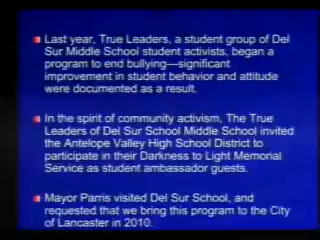 Last year, True Leaders, a student group of Del
Sur Middle School student activists, began a
program to end bullying—significant
improvement in student behavior and attitude
were documented as a result.
In the spirit of community activism, The True
Leaders of Del Sur School Middle School invited
the Antelope Valley High School District to
participate in their Darkness to Light Memorial
Service as student ambassador guests.
Mayor Parris visited Del Sur School, and
requested that we bring this program to the City
of Lancaster in 2010.